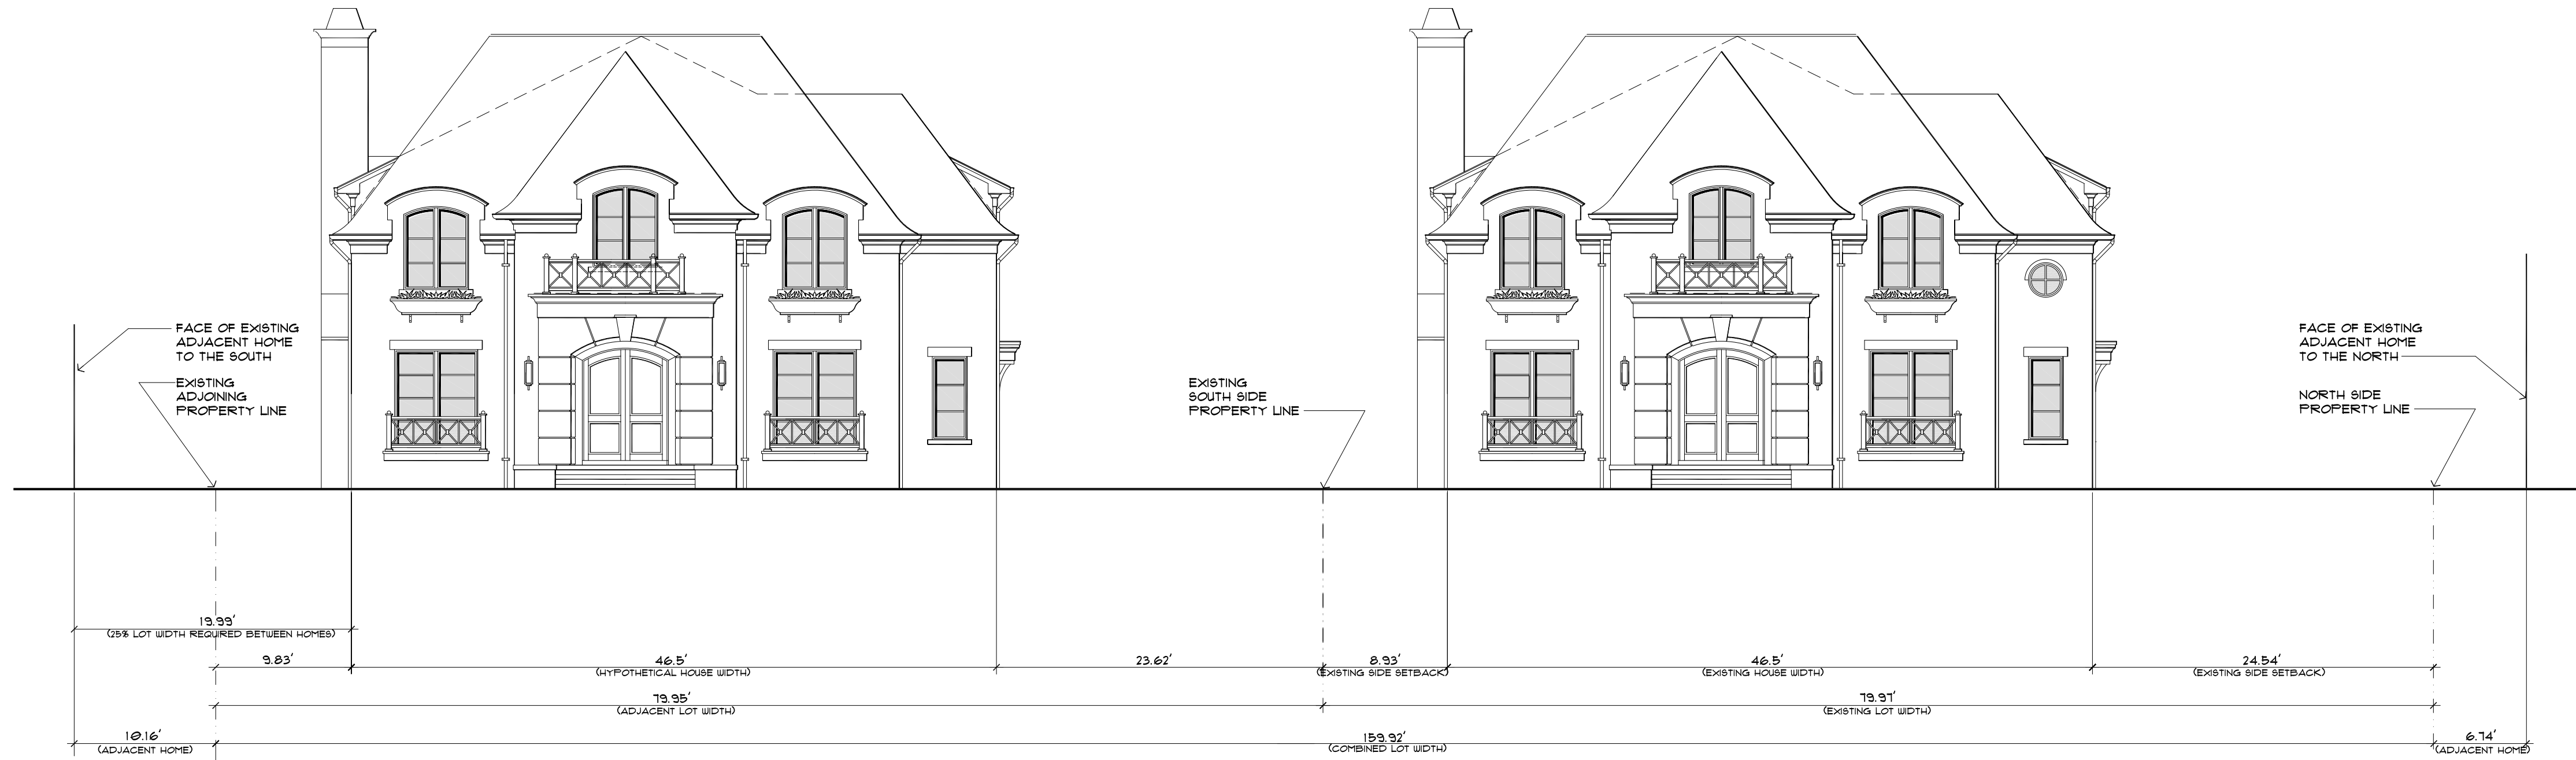 FACE OF EXISTING
ADJACENT HOME
TO THE SOUTH
EXISTING
ADJOINING
PROPERTY LINE
EXISTING
SOUTH SIDE
PROPERTY LINE
FACE OF EXISTING
ADJACENT HOME
TO THE NORTH
NORTH SIDE
PROPERTY LINE
19.99'
(25% LOT WIDTH REQUIRED BETWEEN HOMES)
9.83'
46.5'
(HYPOTHETICAL HOUSE WIDTH)
23.62'
8.93'
(EXISTING SIDE SETBACK)
46.5'
(EXISTING HOUSE WIDTH)
24.54'
(EXISTING SIDE SETBACK)
79.95'
(ADJACENT LOT WIDTH)
79.97'
(EXISTING LOT WIDTH)
10.16'
(ADJACENT HOME)
159.92'
(COMBINED LOT WIDTH)
6.74'
(ADJACENT HOME)